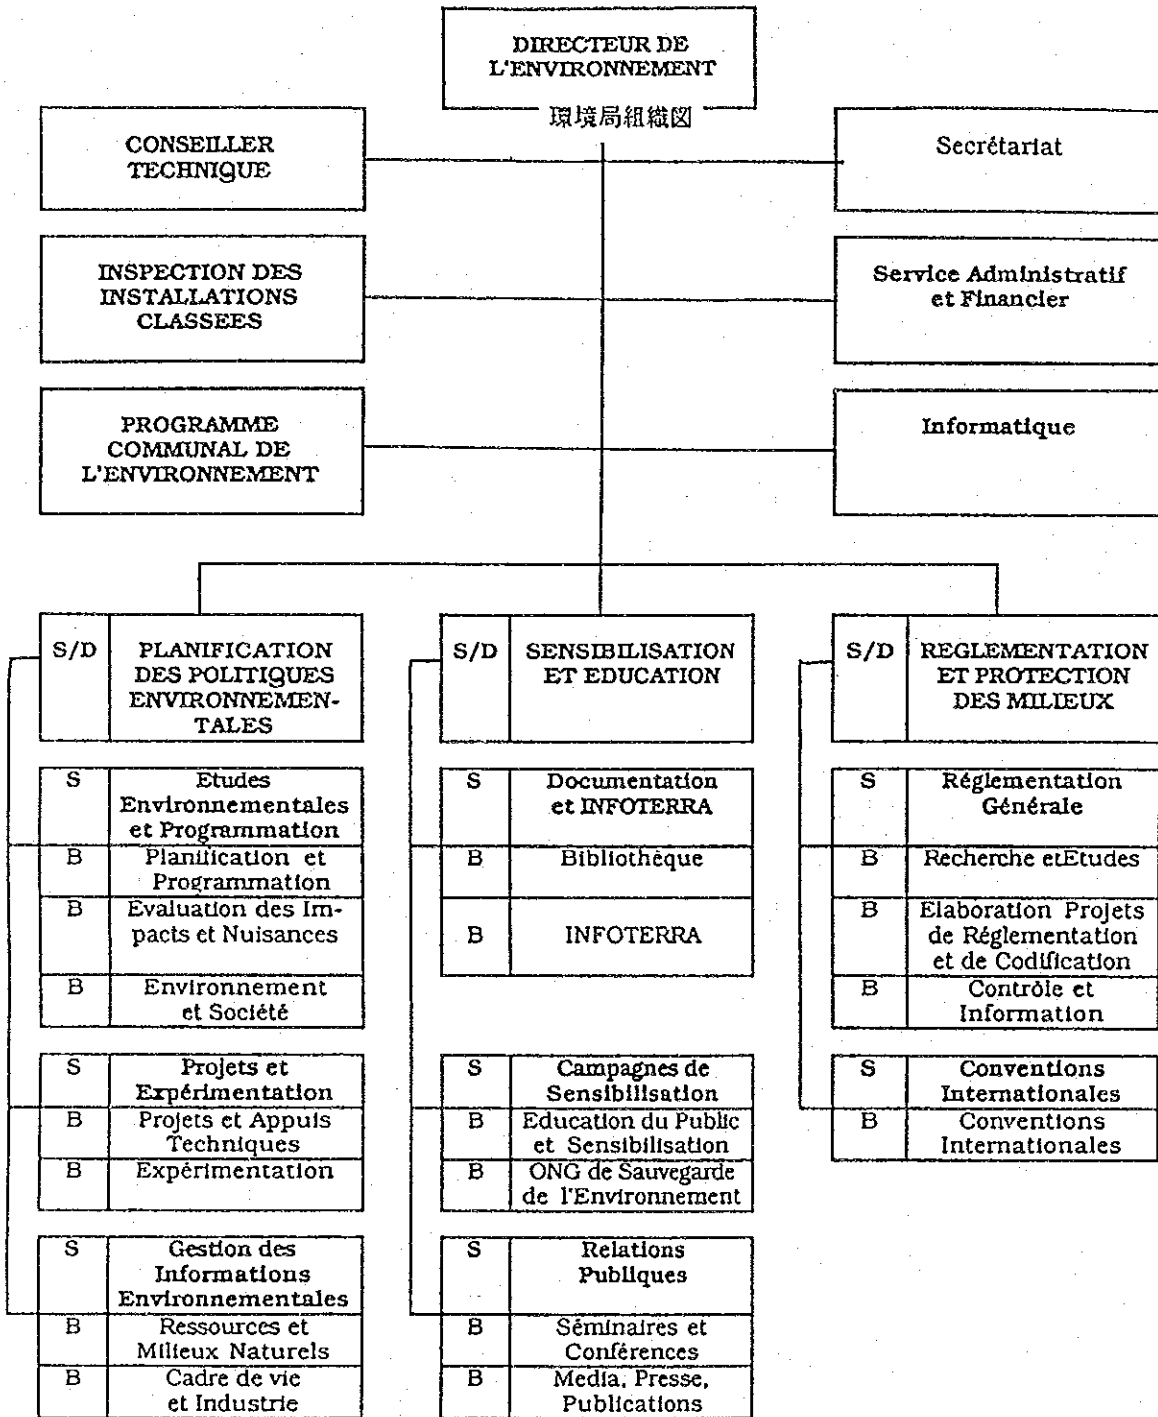 DIRECTEUR DE
L'ENVIRONNEMENT
環境局組織図
CONSEILLER
TECHNIQUE
Secrétariat
INSPECTION DES
INSTALLATIONS
CLASSEES
Service Administratif
et Financier
PROGRAMME
COMMUNAL DE
L'ENVIRONNEMENT
Informatique
S/D PLANIFICATION
DES POLITIQUES
ENVIRONNEMEN-
TALES
S Etudes
Environnementales
et Programmation
B Planification et
Programmation
B Evaluation des Im-
pacts et Nuisances
B Environnement
et Société
S Projets et
Expérimentation
B Projets et Appuis
Techniques
B Expérimentation
S Gestion des
Informations
Environnementales
B Ressources et
Milieux Naturels
B Cadre de vie
et Industrie
S/D SENSIBILISATION
ET EDUCATION
S Documentation
et INFOTERRA
B Bibliothèque
B INFOTERRA
S Campagnes de
Sensibilisation
B Education du Public
et Sensibilisation
B ONG de Sauvegarde
de l'Environnement
S Relations
Publiques
B Séminaires et
Conférences
B Media, Presse,
Publications
S/D REGLEMENTATION
ET PROTECTION
DES MILIEUX
S Réglementation
Générale
B Recherche etEtudes
B Elaboration Projets
de Réglementation
et de Codification
B Contrôle et
Information
S Conventions
Internationales
B Conventions
Internationales